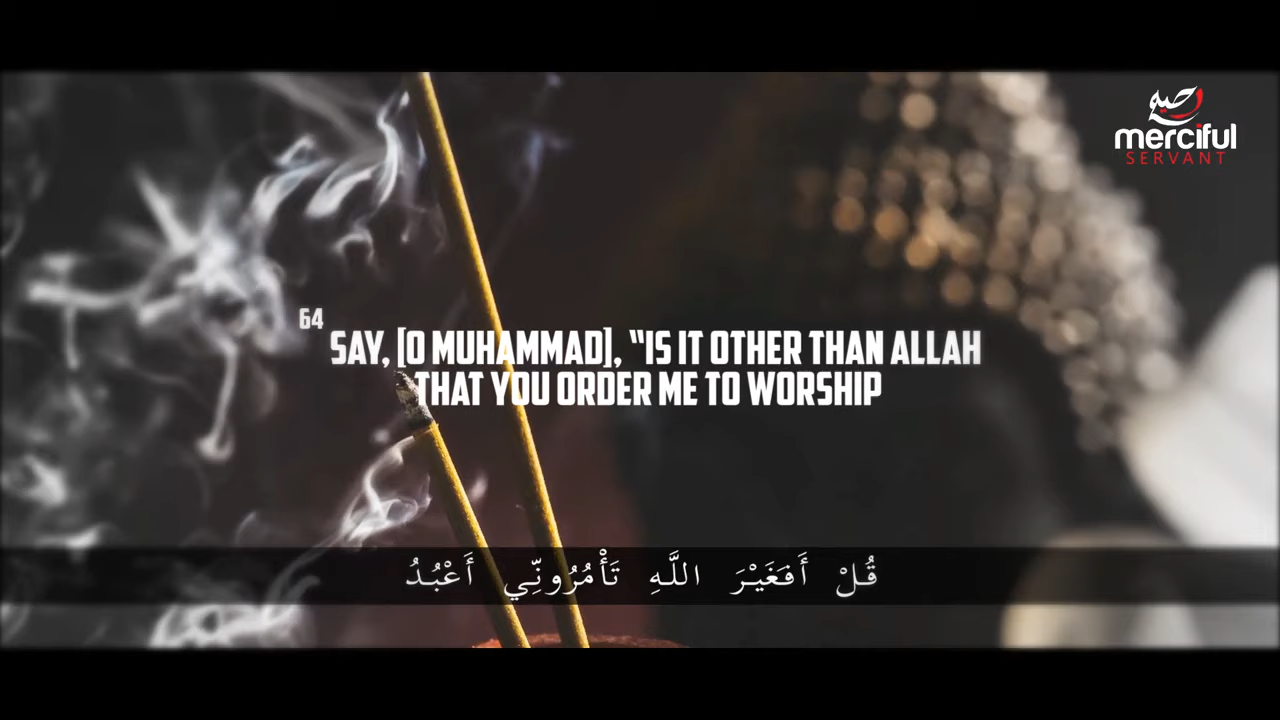 merciful
SERVANT
64
SAY, [O MUHAMMAD], “IS IT OTHER THAN ALLAH
THAT YOU ORDER ME TO WORSHIP
قُلْ أَفَغَيْرَ اللَّهِ تَأْمُرُونِّي أَعْبُدُ